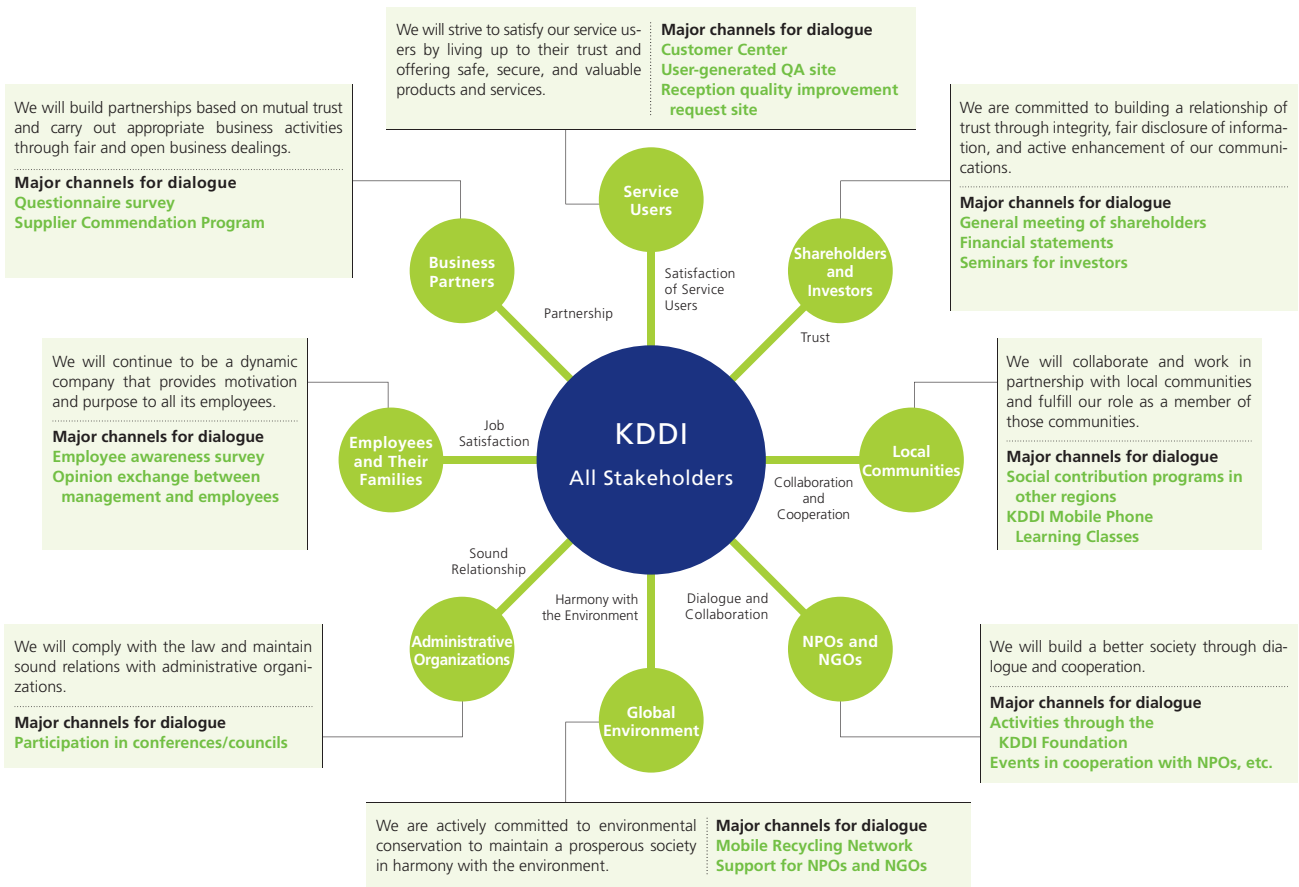 We will strive to satisfy our service us-
ers by living up to their trust and
offering safe, secure, and valuable
products and services.
Major channels for dialogue
Customer Center
User-generated QA site
Reception quality improvement
request site
We will build partnerships based on mutual trust
and carry out appropriate business activities
through fair and open business dealings.
Major channels for dialogue
Questionnaire survey
Supplier Commendation Program
We are committed to building a relationship of
trust through integrity, fair disclosure of informa-
tion, and active enhancement of our communi-
cations.
Major channels for dialogue
General meeting of shareholders
Financial statements
Seminars for investors
Service
Users
Business
Partners
Shareholders
and
Investors
Satisfaction
of Service
Users
Partnership
Trust
We will continue to be a dynamic
company that provides motivation
and purpose to all its employees.
Major channels for dialogue
Employee awareness survey
Opinion exchange between
management and employees
Employees
and Their
Families
Job
Satisfaction
KDDI
All Stakeholders
Collaboration
and
Cooperation
Local
Communities
We will collaborate and work in
partnership with local communities
and fulfill our role as a member of
those communities.
Major channels for dialogue
Social contribution programs in
other regions
KDDI Mobile Phone
Learning Classes
Sound
Relationship
Harmony with
the Environment
Dialogue and
Collaboration
Administrative
Organizations
Global
Environment
NPOs and
NGOs
We will comply with the law and maintain
sound relations with administrative organi-
zations.
Major channels for dialogue
Participation in conferences/councils
We will build a better society through dia-
logue and cooperation.
Major channels for dialogue
Activities through the
KDDI Foundation
Events in cooperation with NPOs, etc.
We are actively committed to environmental
conservation to maintain a prosperous society
in harmony with the environment.
Major channels for dialogue
Mobile Recycling Network
Support for NPOs and NGOs